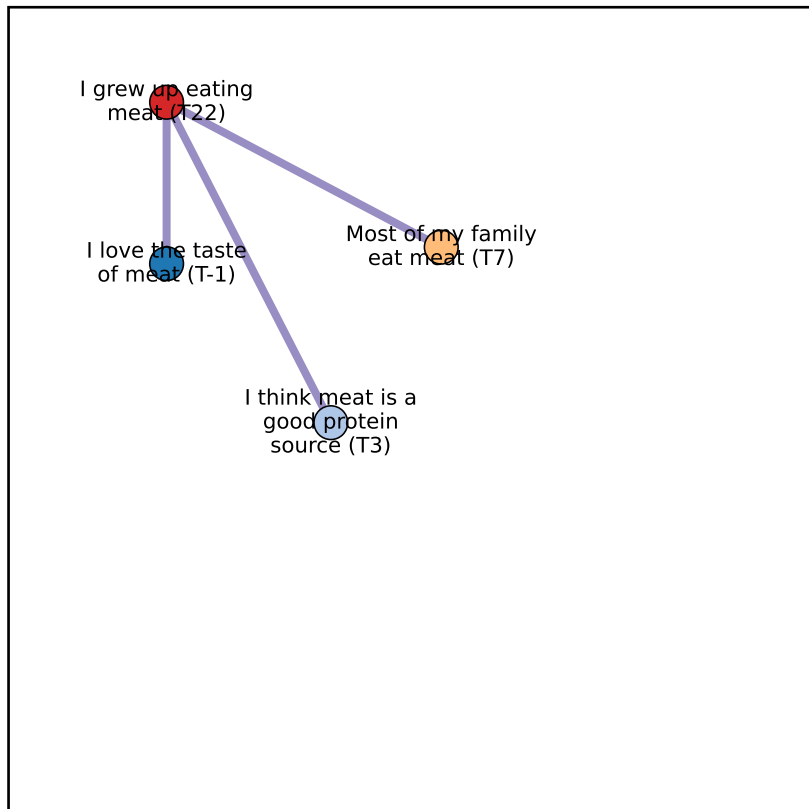 I grew up eating
meat (T22)
Most of my family
eat meat (T7)
I love the taste
of meat (T-1)
I think meat is a
good protein
source (T3)